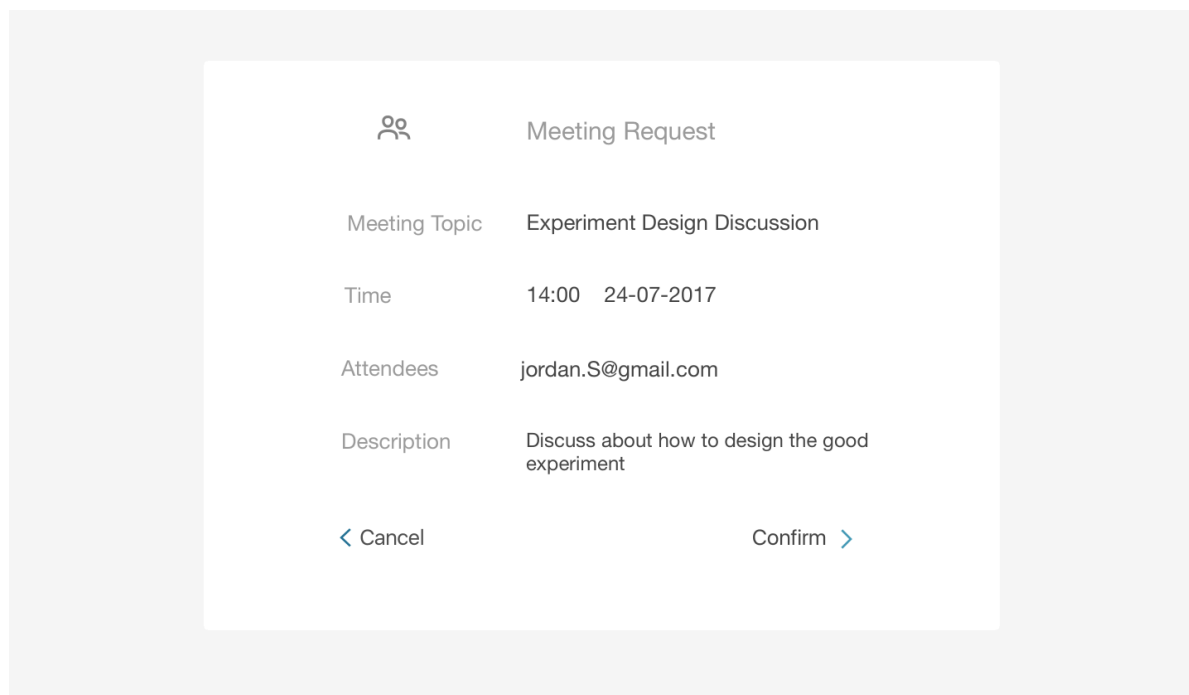 Meeting Request
Meeting Topic Experiment Design Discussion
Time 14:00 24-07-2017
Attendees jordan.S@gmail.com
Description Discuss about how to design the good
experiment
Cancel Confirm